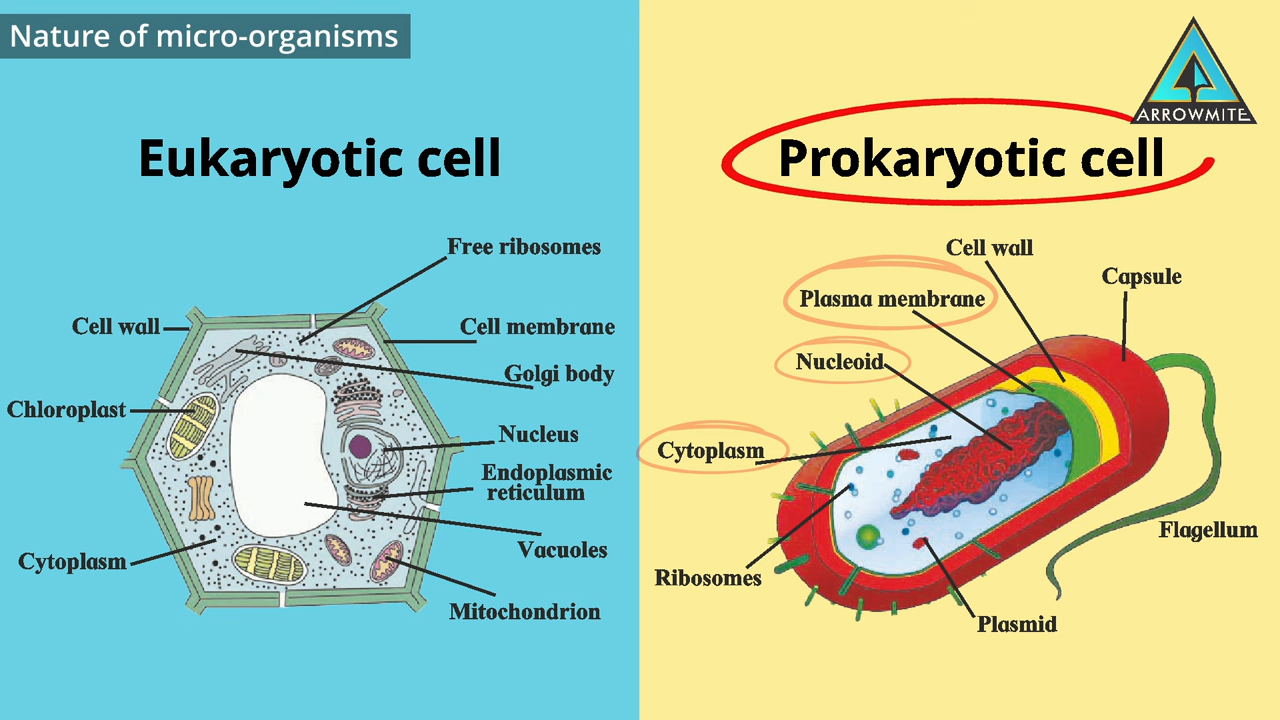 Nature of micro-organisms
ARROWMITE
Eukaryotic cell
Prokaryotic cell
Free ribosomes
Cell wall
Cell membrane
Golgi body
Chloroplast
Nucleus
Endoplasmic
reticulum
Vacuoles
Cytoplasm
Mitochondrion
Cell wall
Capsule
Plasma membrane
Nucleoid
Cytoplasm
Flagellum
Ribosomes
Plasmid